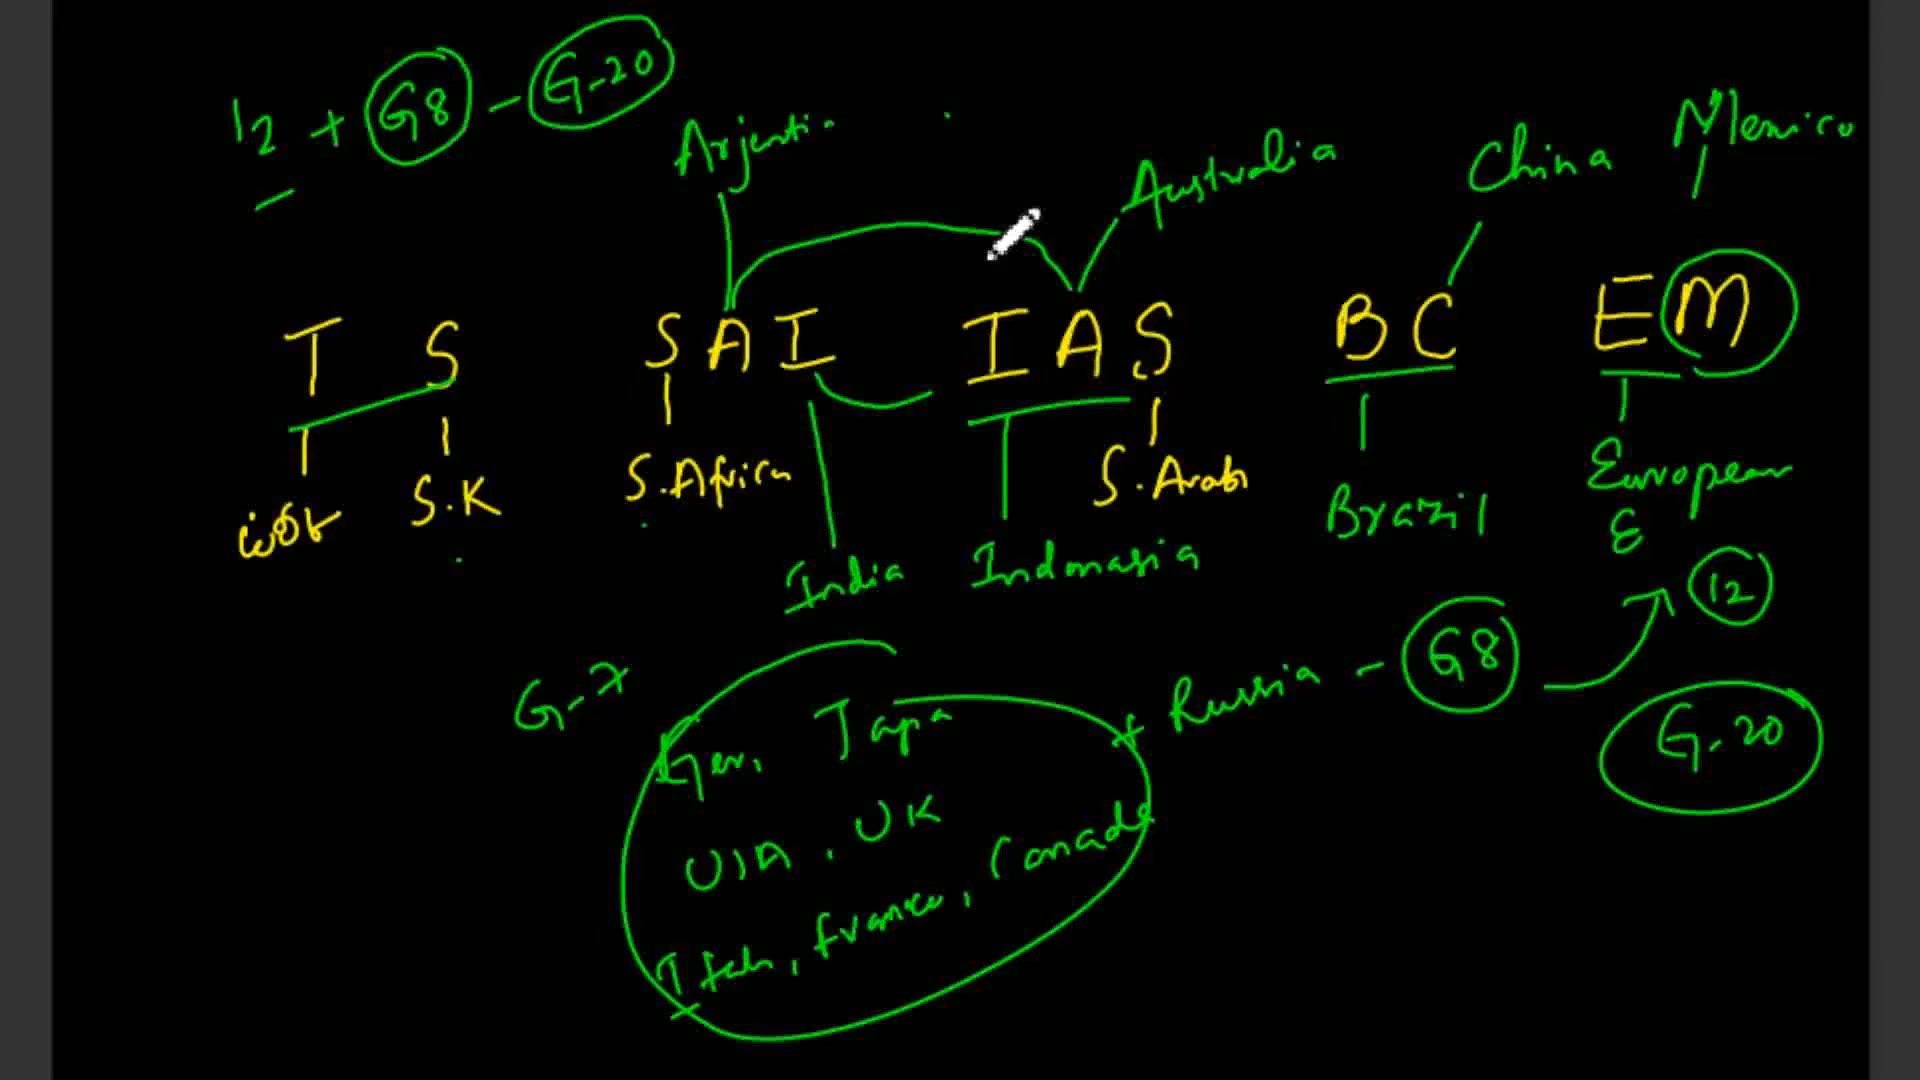 12 + G8 - G-20
Arjenti
Australia
China
Mexico
T S SAI IAS BC EM
S.K
S.Africa
S.Arab
Brazil
European
E
India
Indonasia
12
G-7
Ger, Japa
+ Russia - G8
G-20
USA, UK
Italy, france, Canada